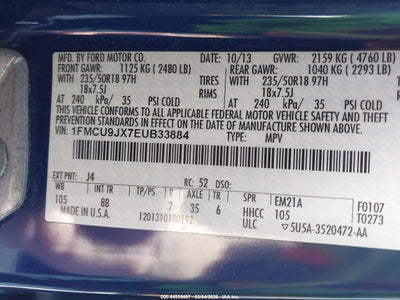 MFD. BY FORD MOTOR CO. 10/13 GVWR: 2159 KG (4760 LB)
FRONT GAWR: 1125 KG (2480 LB) REAR GAWR: 1040 KG (2293 LB)
WITH 235/50R18 97H TIRES WITH 235/50R18 97H TIRES
18x7.5J RIMS 18x7.5J
AT 240 kPa/ 35 PSI COLD AT 240 kPa/ 35 PSI COLD
THIS VEHICLE CONFORMS TO ALL APPLICABLE FEDERAL MOTOR VEHICLE SAFETY
STANDARDS IN EFFECT ON THE DATE OF MANUFACTURE SHOWN ABOVE.
VIN: 1FMCU9JX7EUB33884 TYPE: MPV
EXT PNT: J4 RC: 52 DSO:
WB TP/PS R AXLE TR SPR EM21A F0107
105 8B 7 35 6 HHCC 105 T0273
MADE IN U.S.A. 1201310100192 ULC ▽5U5A-3520472-AA